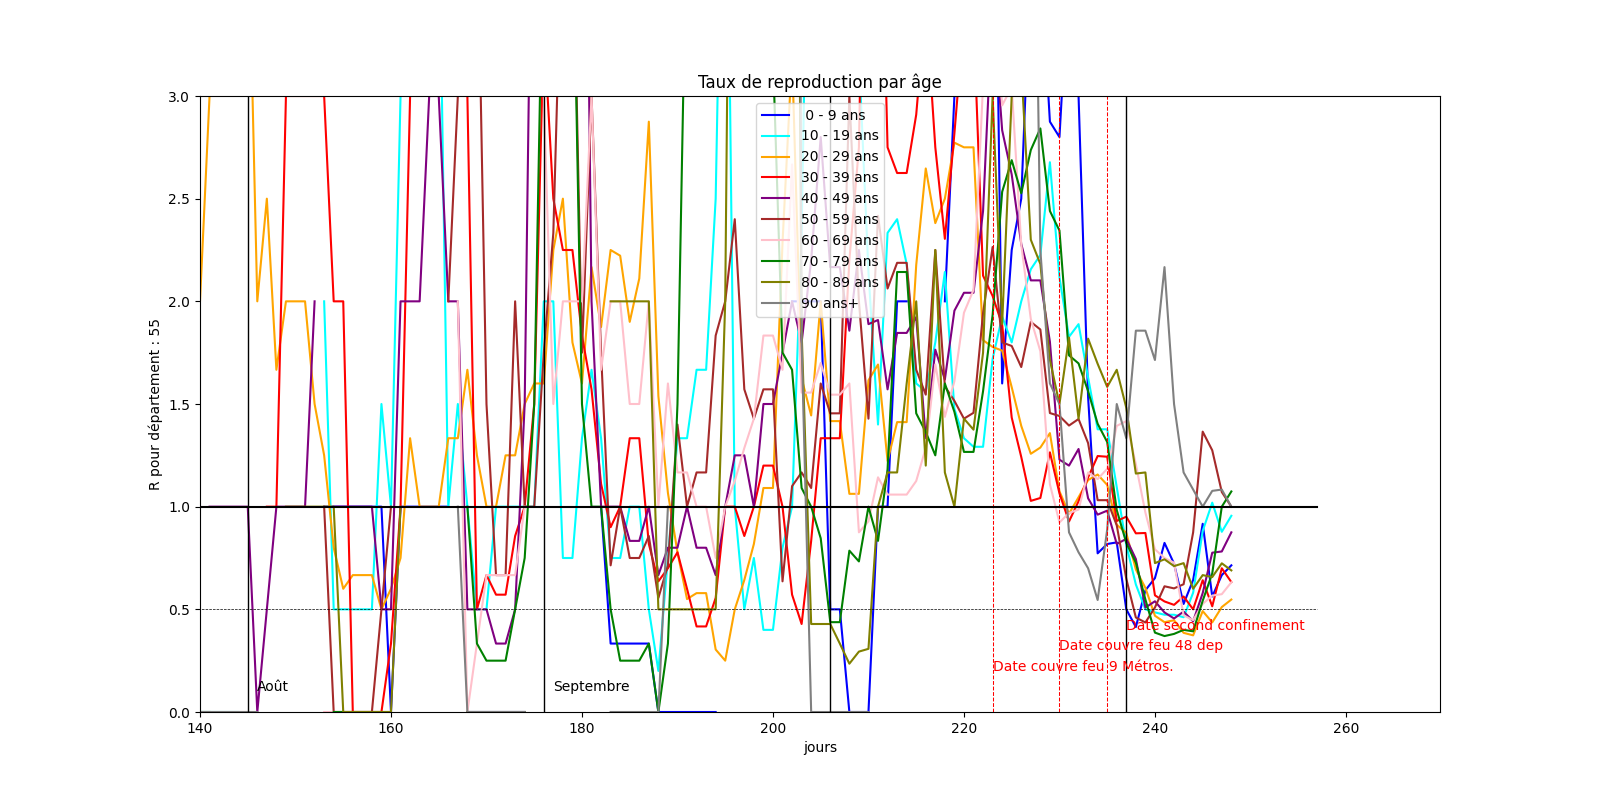 Taux de reproduction par âge
3.0
2.5
2.0
1.5
1.0
0.5
0.0
R pour département : 55
0 - 9 ans
10 - 19 ans
20 - 29 ans
30 - 39 ans
40 - 49 ans
50 - 59 ans
60 - 69 ans
70 - 79 ans
80 - 89 ans
90 ans+
Date second confinement
Date couvre feu 48 dep
Date couvre feu 9 Métros.
Août
Septembre
140
160
180
200
220
240
260
jours